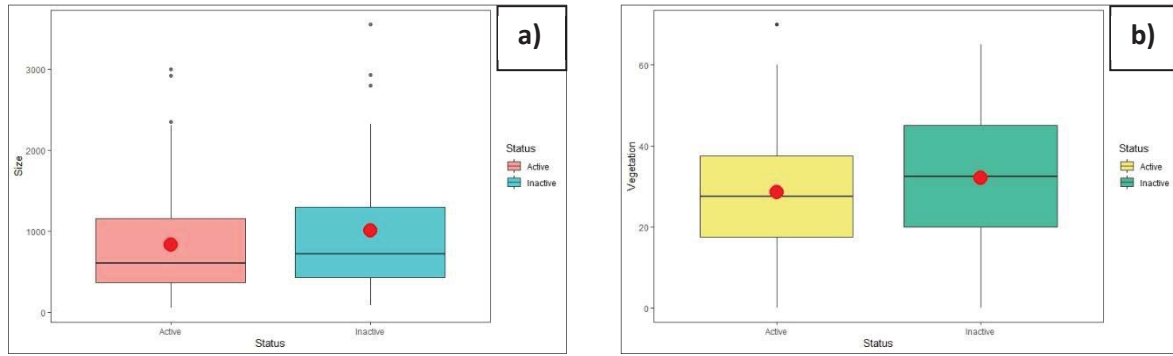 a)
3000
2000
1000
0
Size
Active
Inactive
Status
Status
Active
Inactive
b)
60
40
20
0
Vegetation
Active
Inactive
Status
Status
Active
Inactive